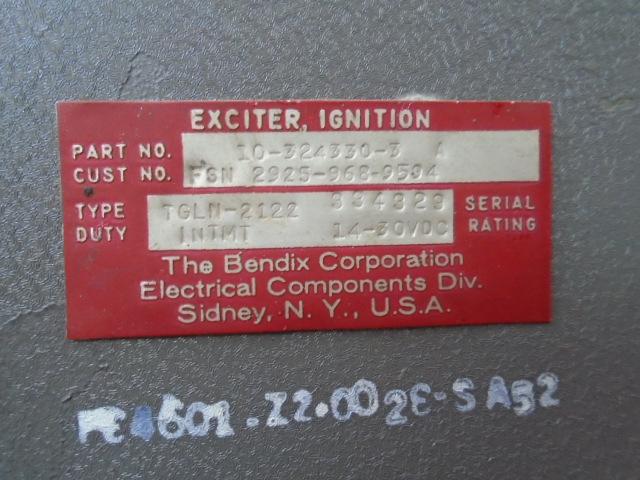 EXCITER, IGNITION
PART NO. 10-324330-3 A
CUST NO. FSN 2925-968-9594
TYPE TGLN-2122 334329 SERIAL
DUTY INTMT 14-30VDC RATING
The Bendix Corporation
Electrical Components Div.
Sidney, N. Y., U.S.A.